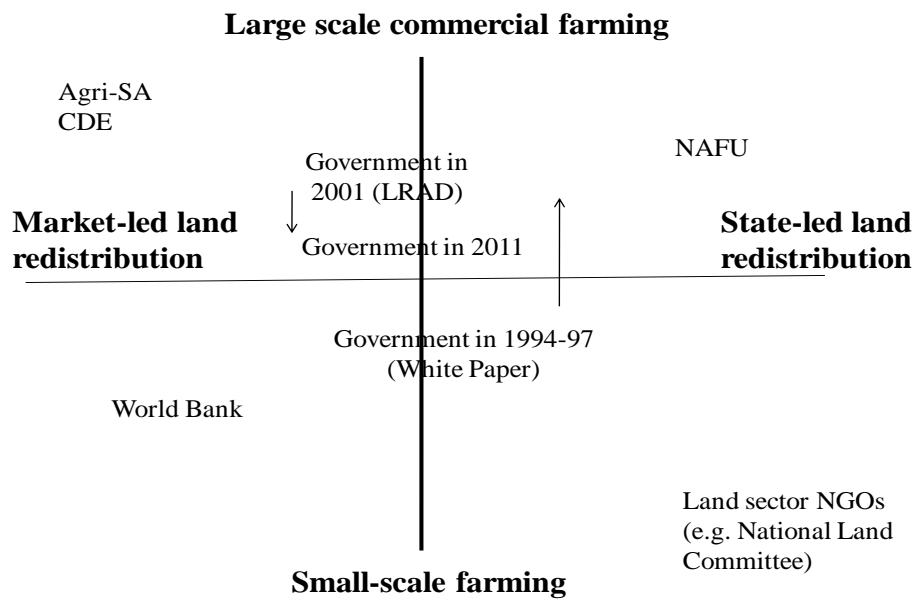 Large scale commercial farming
Agri-SA
CDE
NAFU
Government in
2001 (LRAD)
Market-led land
redistribution
State-led land
redistribution
Government in 2011
Government in 1994-97
(White Paper)
World Bank
Land sector NGOs
(e.g. National Land
Committee)
Small-scale farming